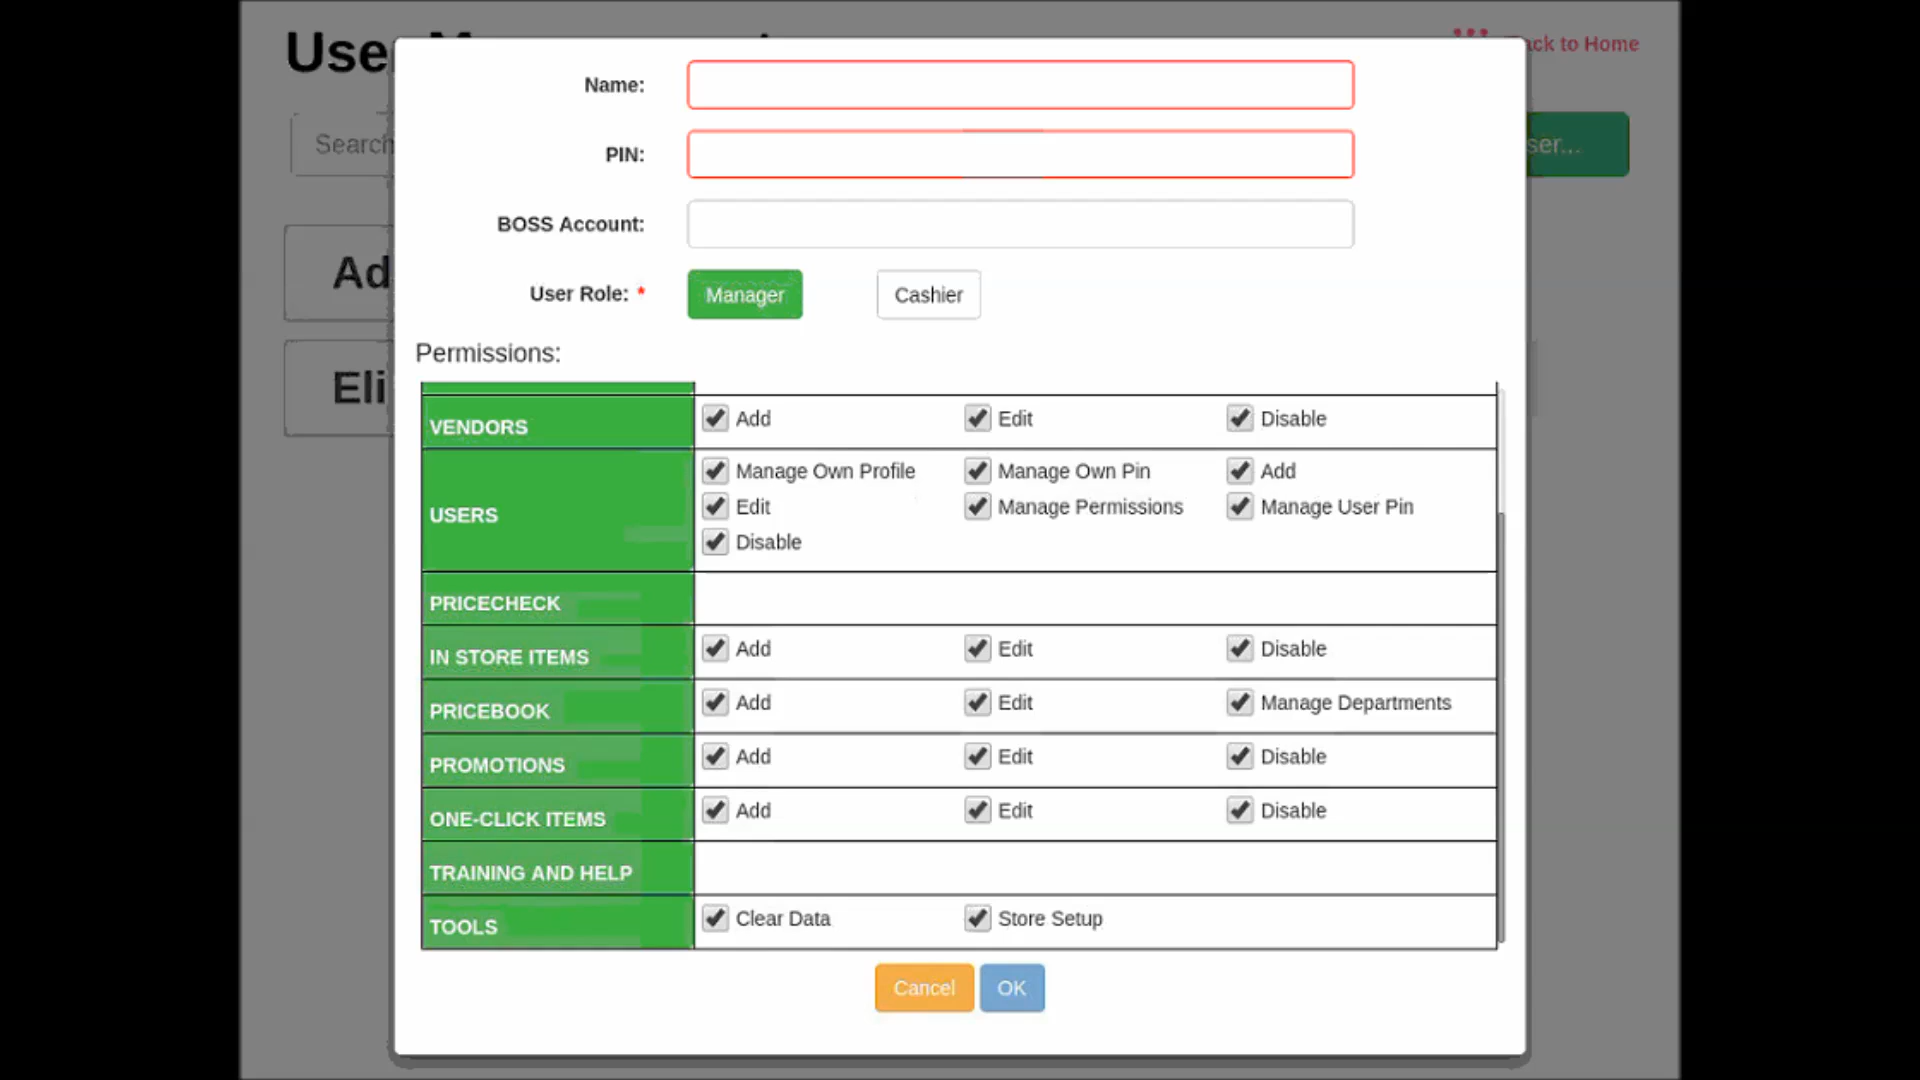 Use
ck to Home
Search
ser...
Ad
Eli
Name:
PIN:
BOSS Account:
User Role: *
Manager
Cashier
Permissions:
VENDORS
Add
Edit
Disable
USERS
Manage Own Profile
Manage Own Pin
Add
Edit
Manage Permissions
Manage User Pin
Disable
PRICECHECK
IN STORE ITEMS
Add
Edit
Disable
PRICEBOOK
Add
Edit
Manage Departments
PROMOTIONS
Add
Edit
Disable
ONE-CLICK ITEMS
Add
Edit
Disable
TRAINING AND HELP
TOOLS
Clear Data
Store Setup
Cancel
OK